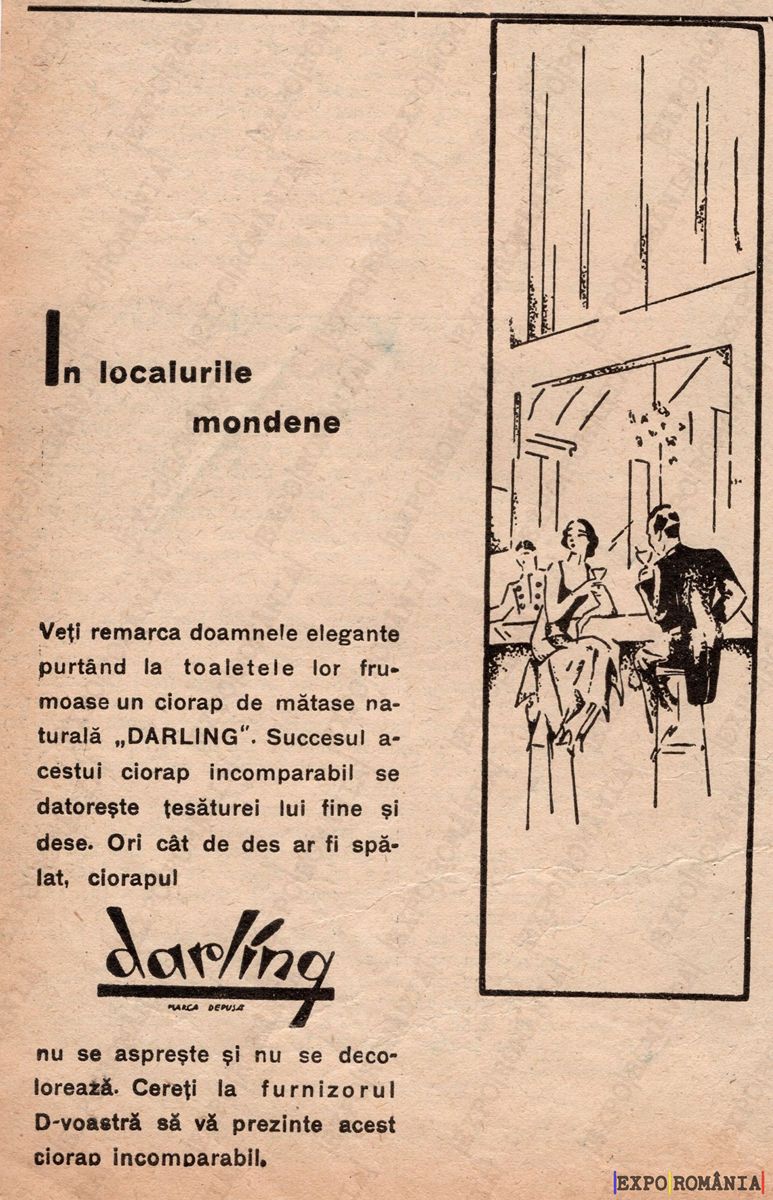 In localurile
mondene
Veți remarca doamnele elegante
purtând la toaletele lor fru-
moase un ciorap de mătase na-
turală „DARLING”. Succesul a-
cestui ciorap incomparabil se
datorește țesăturei lui fine și
dese. Ori cât de des ar fi spă-
lat, ciorapul
darling
MARCA DEPUSĂ
nu se asprește și nu se deco-
lorează. Cereți la furnizorul
D-voastră să vă prezinte acest
ciorap incomparabil.
EXPO ROMÂNIA